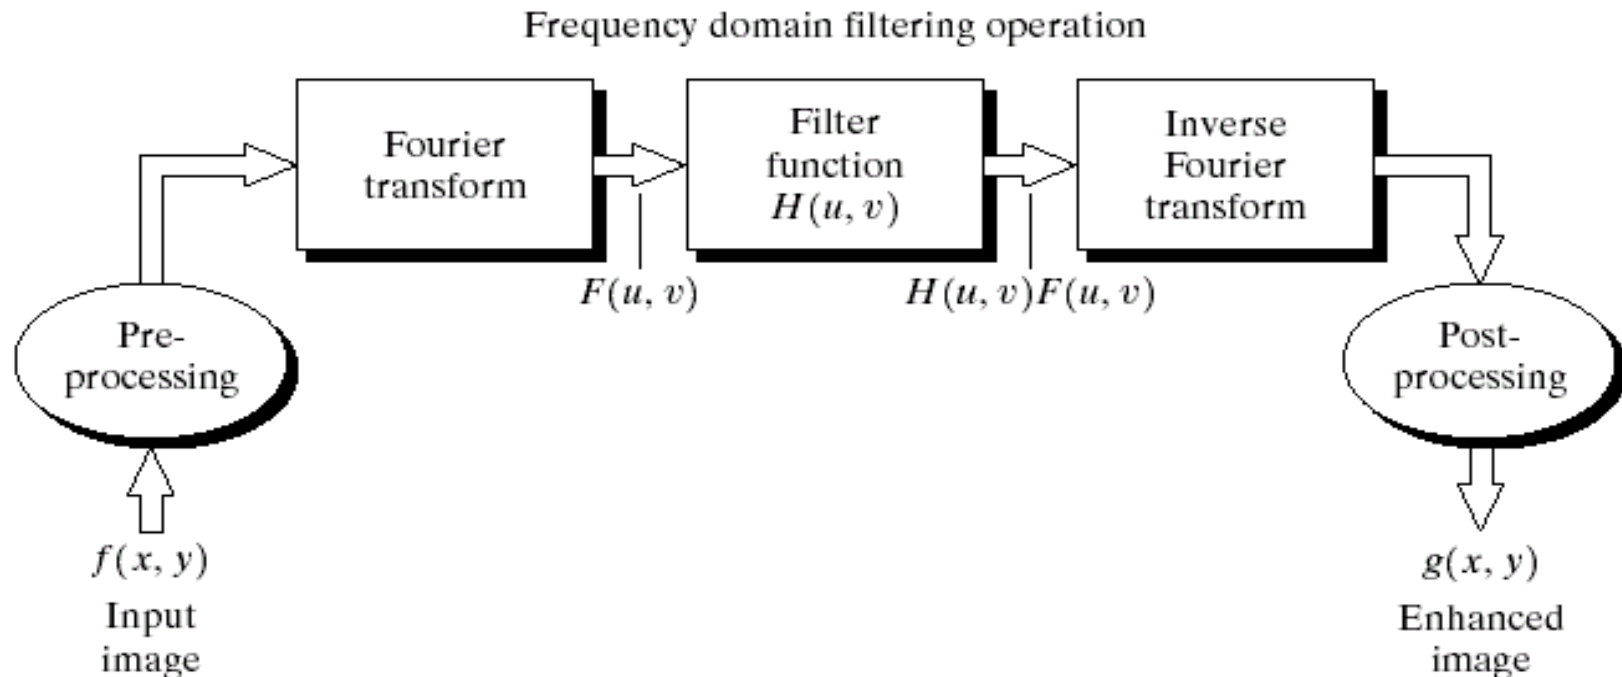 Frequency domain filtering operation
Fourier
transform
Filter
function
H(u, v)
Inverse
Fourier
transform
F(u, v)
H(u, v)F(u, v)
Pre-
processing
Post-
processing
f(x, y)
Input
image
g(x, y)
Enhanced
image